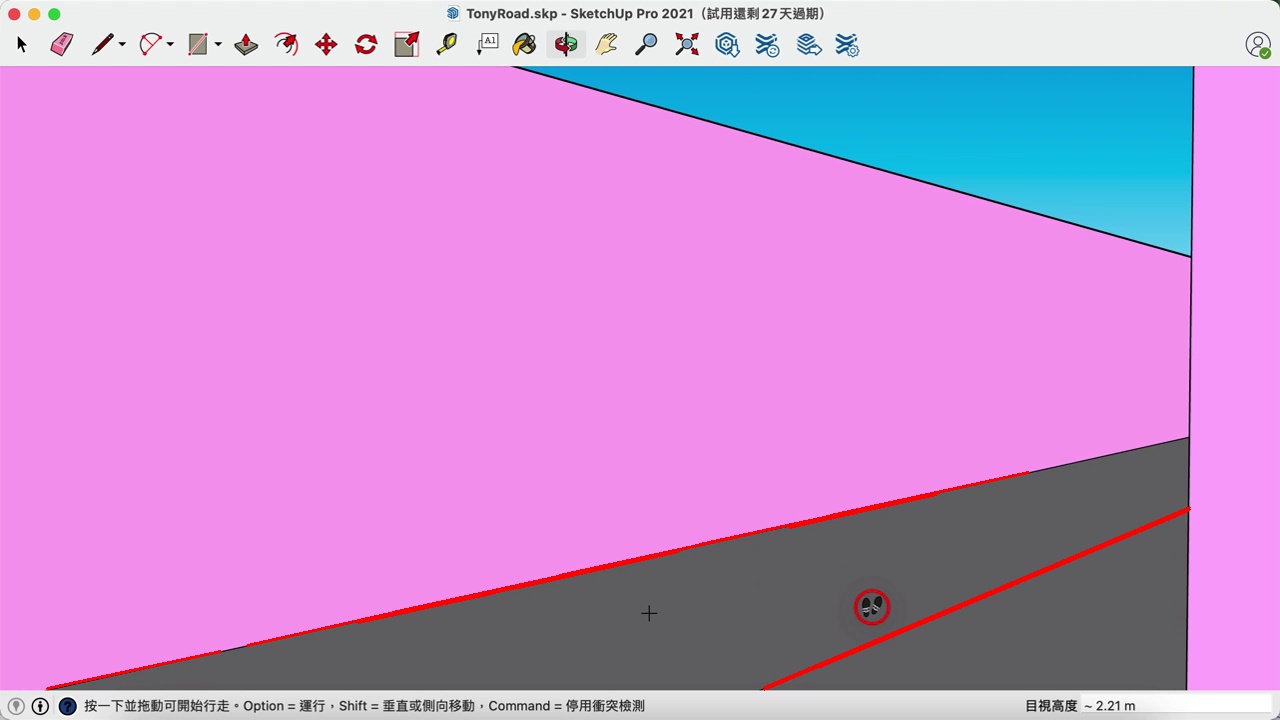 TonyRoad.skp - SketchUp Pro 2021（試用還剩 27 天過期）
A1
按一下並拖動可開始行走。Option = 運行，Shift = 垂直或側向移動，Command = 停用衝突檢測
目視高度 ~ 2.21 m